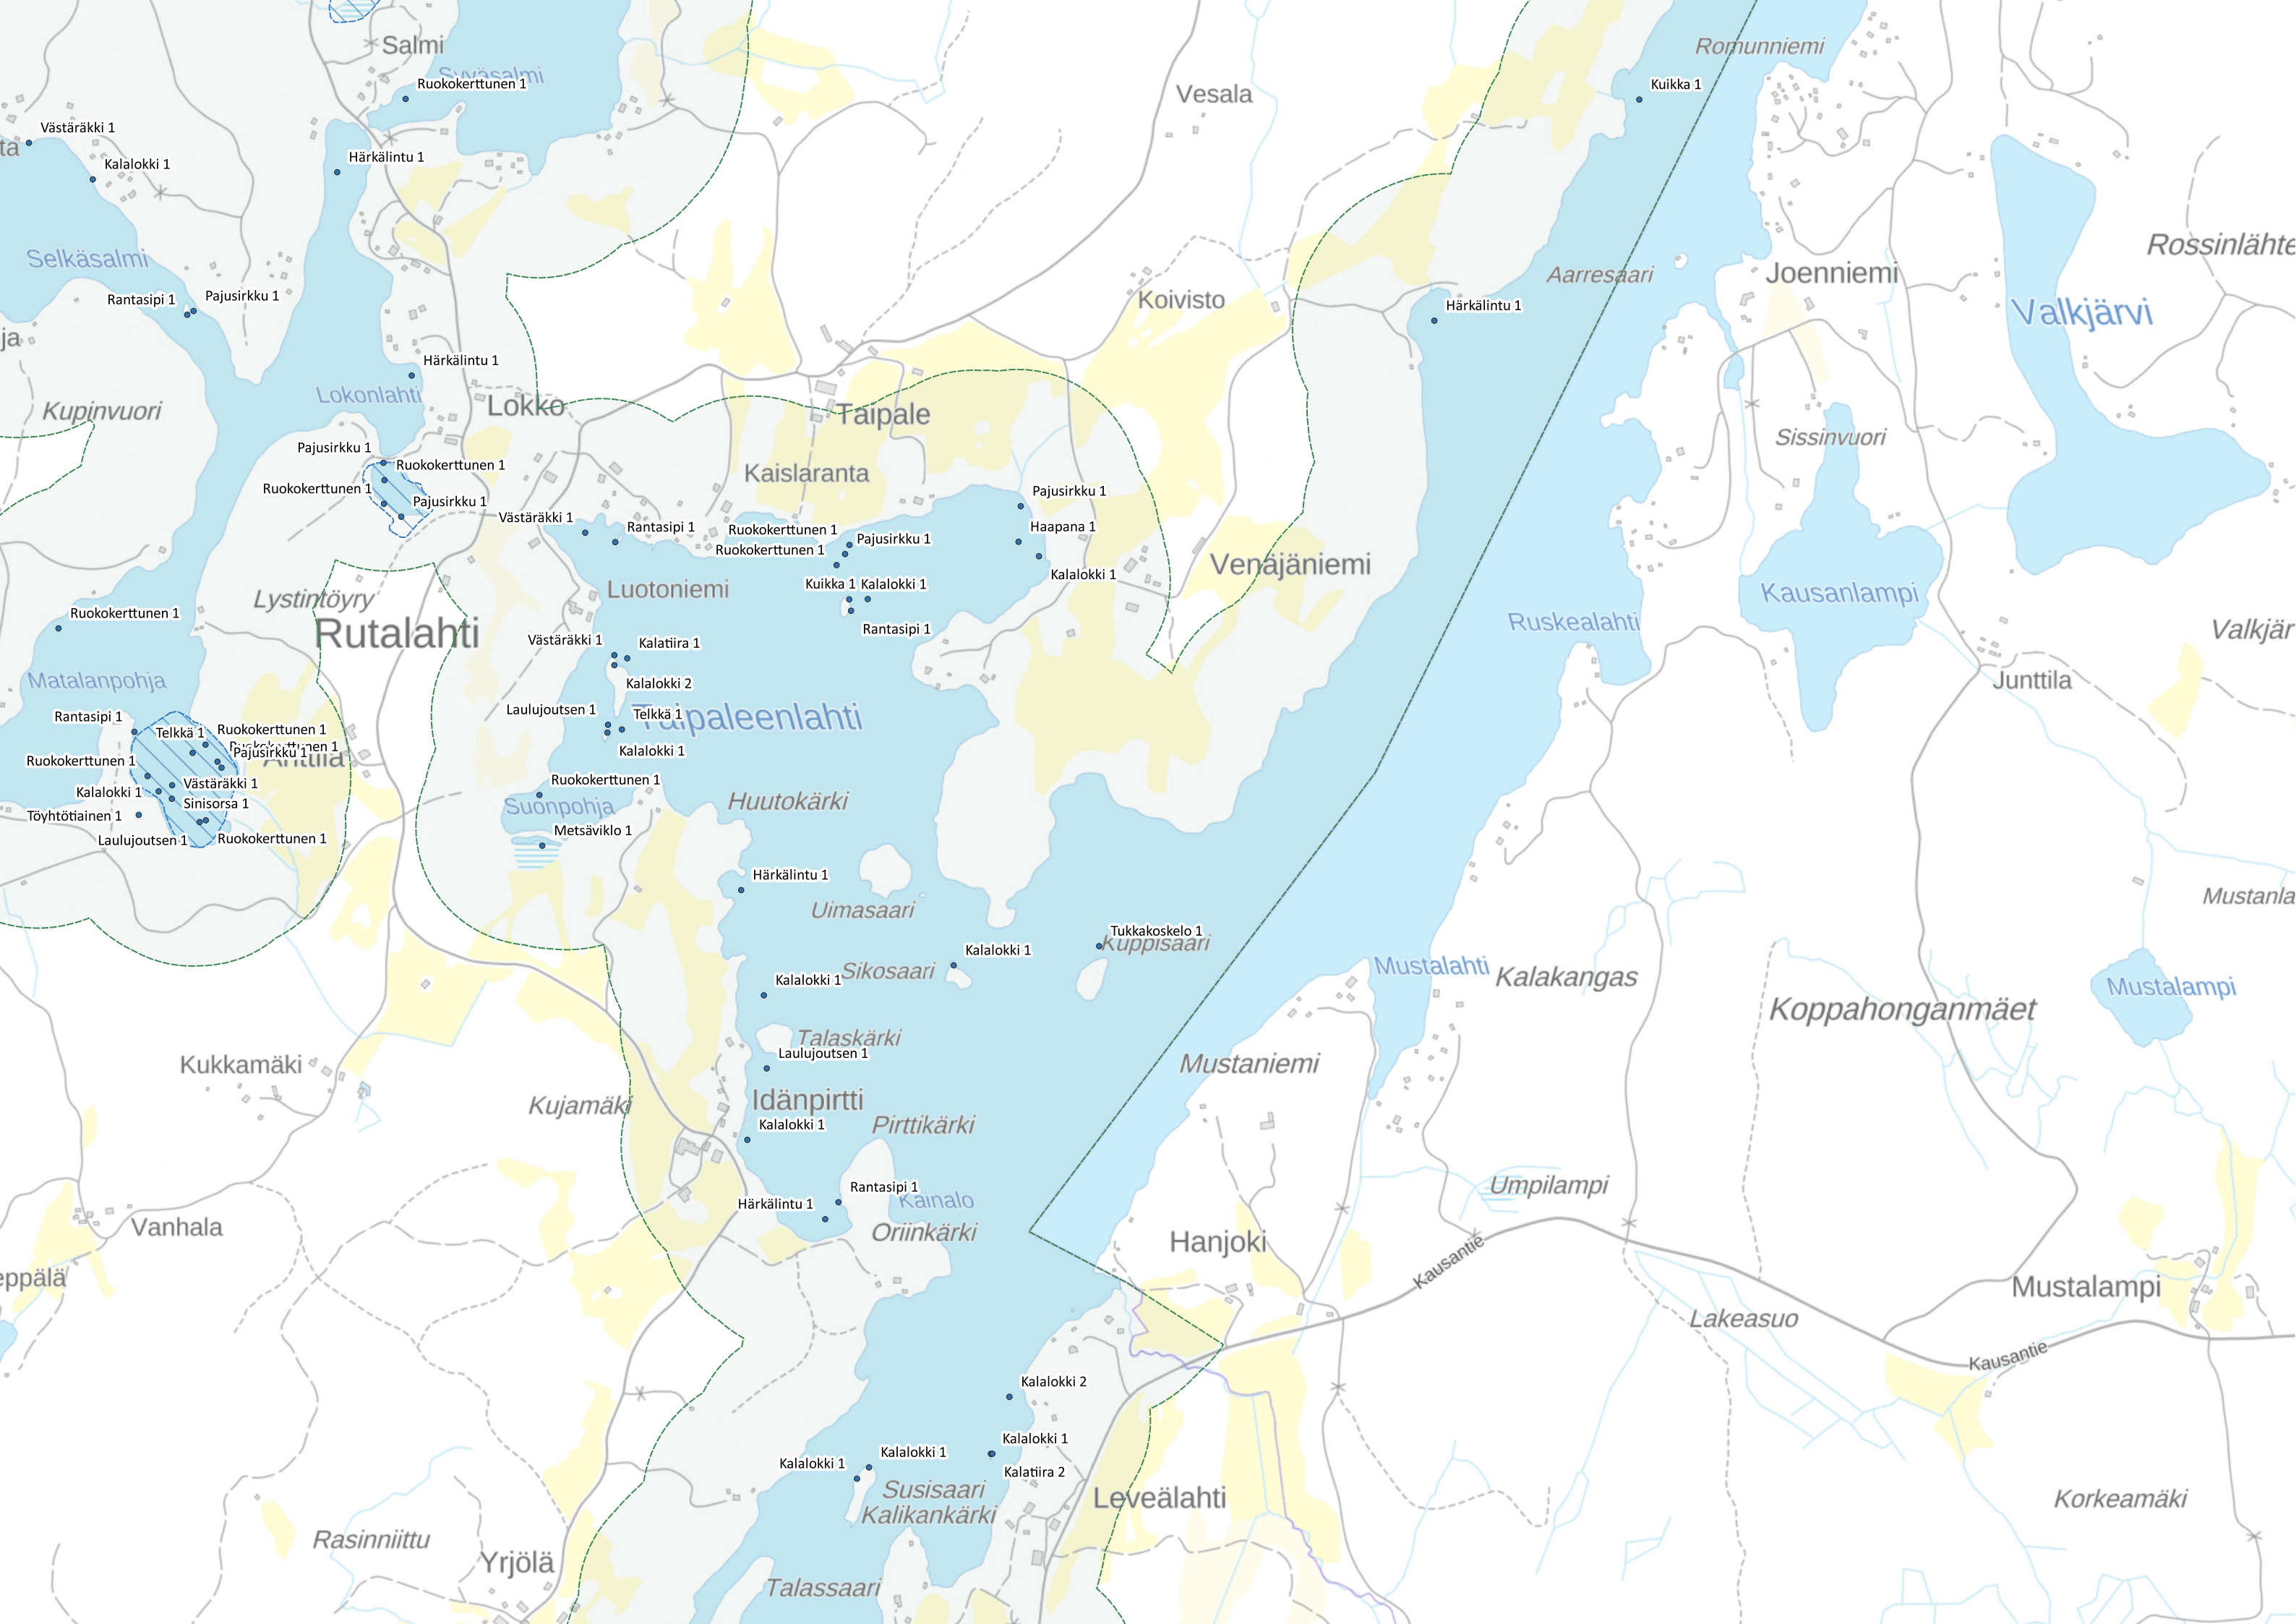 Salmi
Syväsalmi
Ruokokerttunen 1
Romunniemi
Kuikka 1
Vesala
Västäräkki 1
ta
Kalalokki 1
Härkälintu 1
Selkäsalmi
Rantasipi 1
Pajusirkku 1
Koivisto
Aarresaari
Joenniemi
Rossinlähte
Valkjärvi
Härkälintu 1
ja
Härkälintu 1
Lokonlahti
Kupinvuori
Lokko
Taipale
Sissinvuori
Pajusirkku 1
Ruokokerttunen 1
Kaislaranta
Ruokokerttunen 1
Pajusirkku 1
Pajusirkku 1
Västäräkki 1
Rantasipi 1
Ruokokerttunen 1
Pajusirkku 1
Haapana 1
Ruokokerttunen 1
Venäjäniemi
Kalalokki 1
Luotoniemi
Kuikka 1
Kalalokki 1
Kausanlampi
Lystintöyry
Ruokokerttunen 1
Rutalahti
Rantasipi 1
Ruskealahti
Valkjär
Västäräkki 1
Kalatiira 1
Matalanpohja
Kalalokki 2
Junttila
Laulujoutsen 1
Telkkä 1
Taipaleenlahti
Rantasipi 1
Telkkä 1
Ruokokerttunen 1
Ruokokerttunen 1
Pajusirkku 1
Anttila
Kalalokki 1
Ruokokerttunen 1
Västäräkki 1
Ruokokerttunen 1
Kalalokki 1
Sinisorsa 1
Suonpohja
Huutokärki
Töyhtötiainen 1
Laulujoutsen 1
Ruokokerttunen 1
Metsäviklo 1
Härkälintu 1
Mustanla
Uimasaari
Tukkakoskelo 1
Kuppisaari
Kalalokki 1
Sikosaari
Kalalokki 1
Mustalahti
Kalakangas
Mustalampi
Koppahonganmäet
Talaskärki
Laulujoutsen 1
Kukkamäki
Mustaniemi
Kujamäki
Idänpirtti
Kalalokki 1
Pirttikärki
Rantasipi 1
Umpilampi
Härkälintu 1
Kainalo
Vanhala
Oriinkärki
Hanjoki
Kausantie
eppälä
Mustalampi
Lakeasuo
Kausantie
Kalalokki 2
Kalalokki 1
Kalalokki 1
Kalalokki 1
Kalatiira 2
Susisaari
Leveälahti
Korkeamäki
Kalikankärki
Rasinniittu
Yrjölä
Talassaari